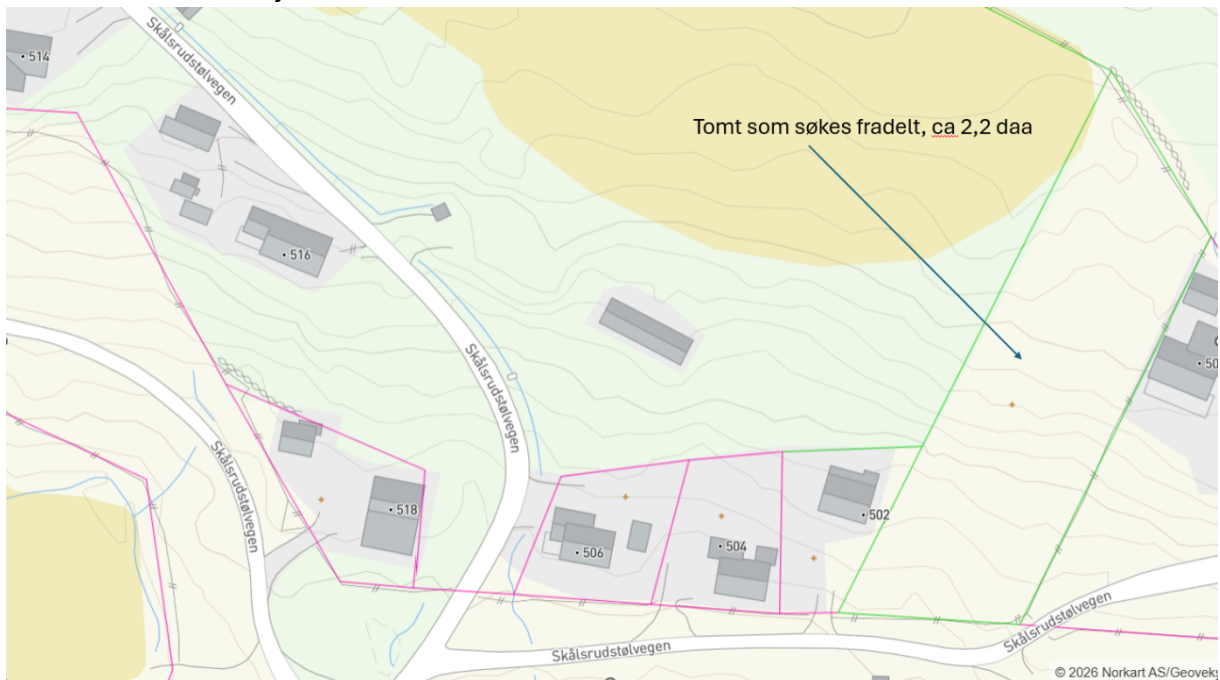 Skålsrudstølvegen
514
Tomt som søkes fradelt, ca 2,2 daa
516
Skålsrudstølvegen
Skålsrudstølvegen
518
502
506
504
Skålsrudstølvegen
Skålsrudstølvegen
© 2026 Norkart AS/Geoveks